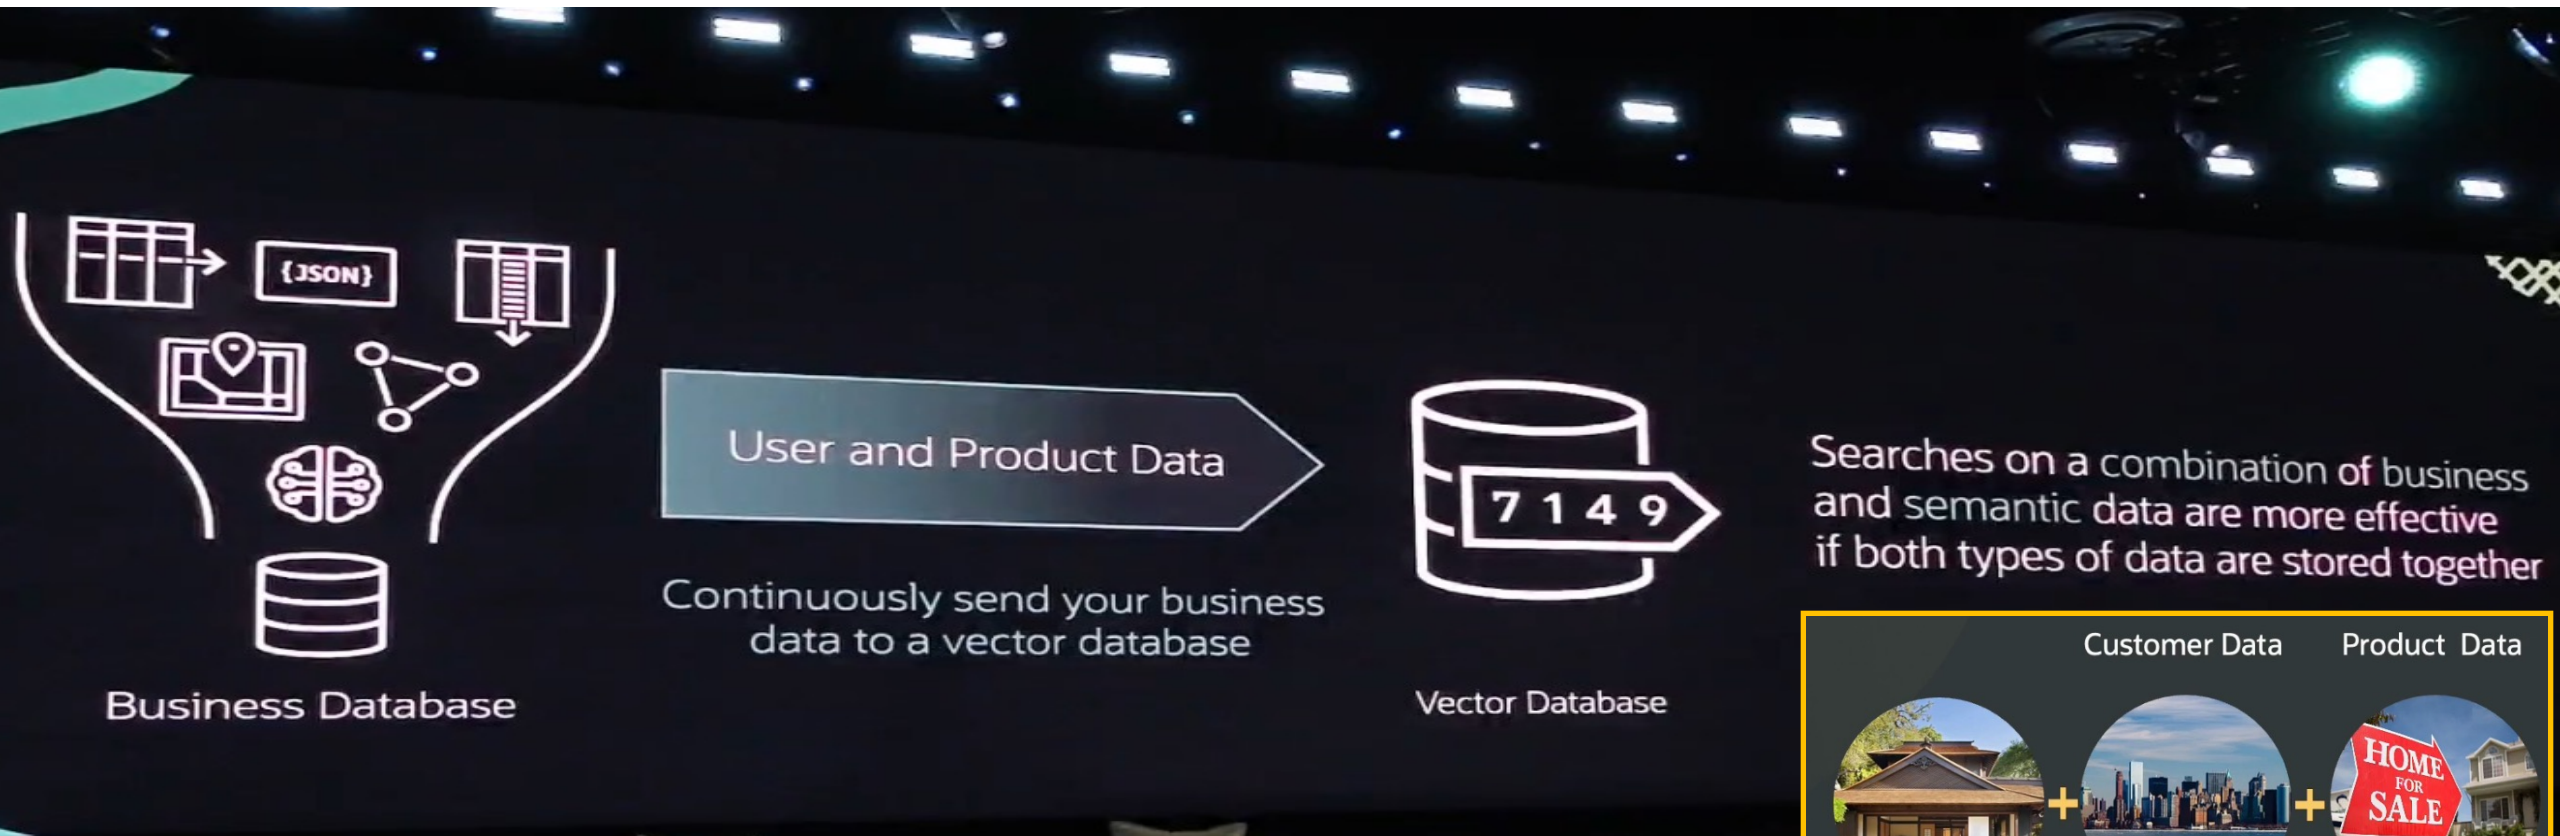 {JSON}
Business Database
User and Product Data
Continuously send your business
data to a vector database
7 1 4 9
Vector Database
Searches on a combination of business
and semantic data are more effective
if both types of data are stored together
Customer Data
Product Data
HOME
FOR
SALE